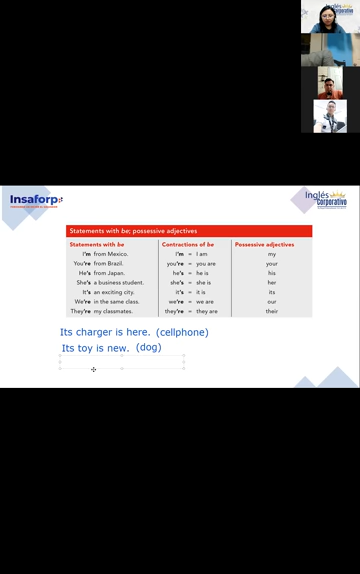 Inglés
Corporativo
Insaforp
Inglés
Corporativo
Statements with be; possessive adjectives
Statements with be Contractions of be Possessive adjectives
I'm from Mexico. I'm = I am my
You're from Brazil. you're = you are your
He's from Japan. he's = he is his
She's a business student. she's = she is her
It's an exciting city. it's = it is its
We're in the same class. we're = we are our
They're my classmates. they're = they are their
Its charger is here. (cellphone)
Its toy is new. (dog)